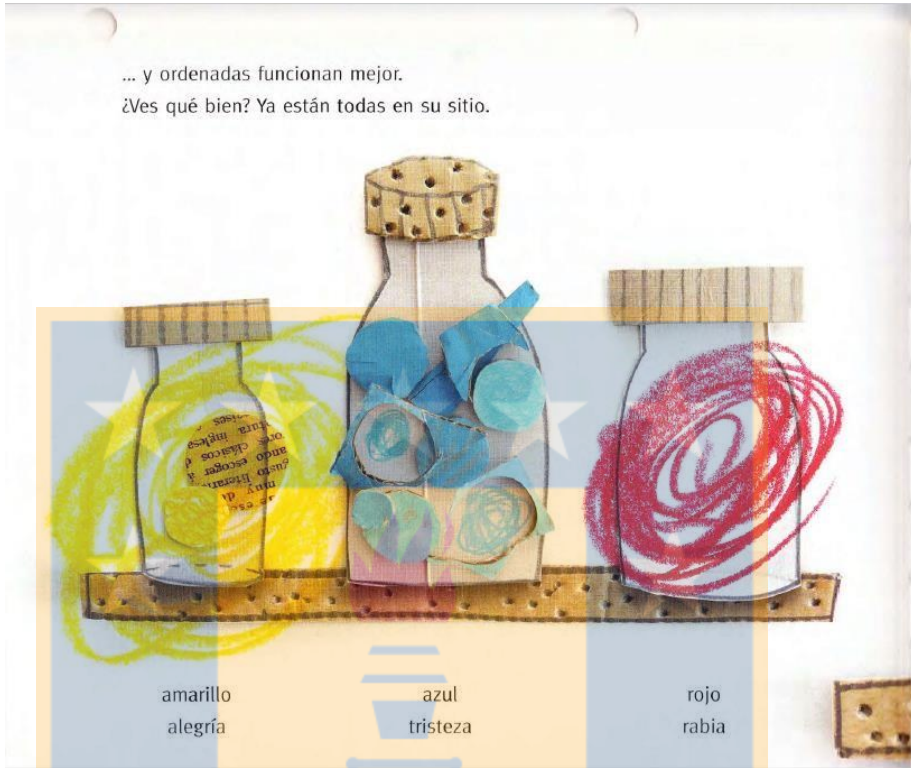 ... y ordenadas funcionan mejor.
¿Ves qué bien? Ya están todas en su sitio.
amarillo azul rojo
alegría tristeza rabia